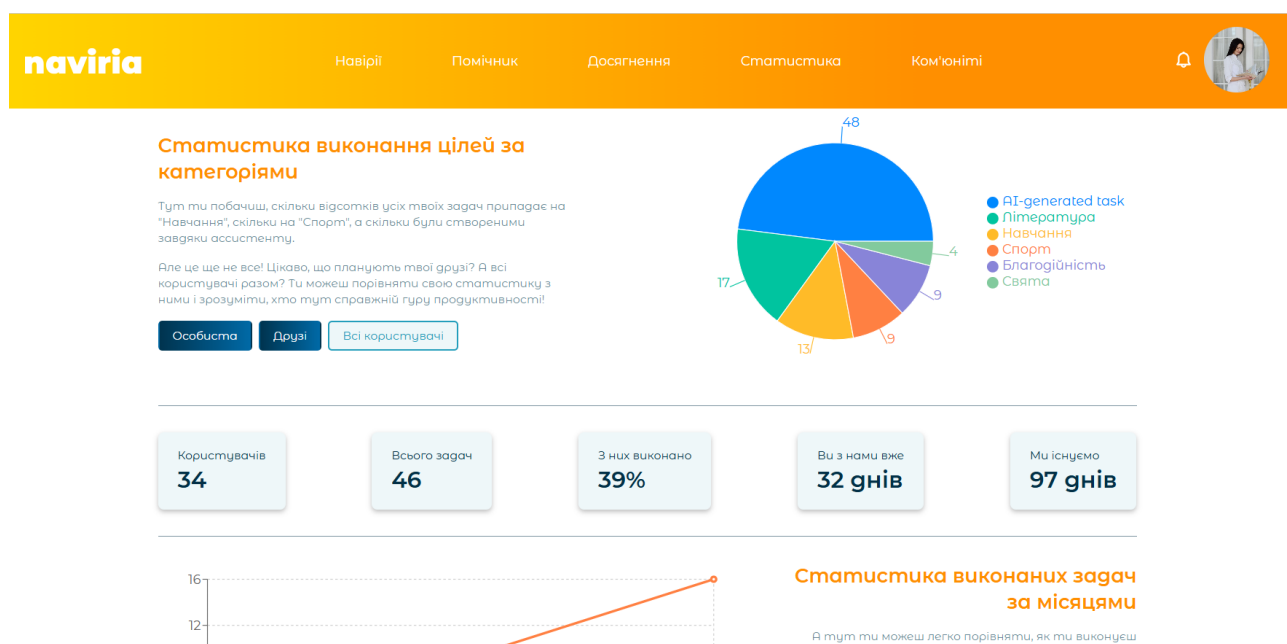 naviria
Навірії
Помічник
Досягнення
Статистика
Ком'юніті
Статистика виконання цілей за
категоріями
Тут ти побачиш, скільки відсотків усіх твоїх задач припадає на
"Навчання", скільки на "Спорт", а скільки були створеними
завдяки ассистенту.
Але це ще не все! Цікаво, що планують твої друзі? А всі
користувачі разом? Ти можеш порівняти свою статистику з
ними і зрозуміти, хто тут справжній гуру продуктивності!
Особиста
Друзі
Всі користувачі
48
17
13
9
9
4
AI-generated task
Література
Навчання
Спорт
Благодійність
Свята
Користувачів
34
Всього задач
46
З них виконано
39%
Ви з нами вже
32 днів
Ми існуємо
97 днів
16
12
Статистика виконаних задач
за місяцями
А тут ти можеш легко порівняти, як ти виконуєш